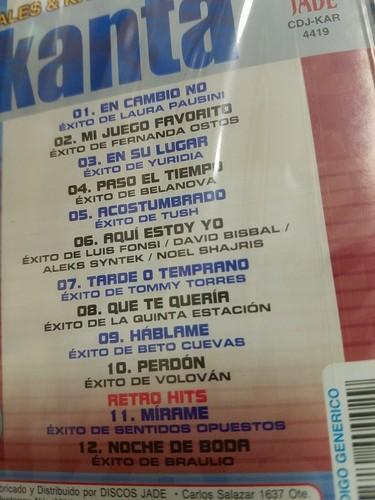 ALES &
kanta
JADE
CDJ-KAR
4419
01. EN CAMBIO NO
ÉXITO DE LAURA PAUSINI
02. MI JUEGO FAVORITO
ÉXITO DE FERNANDA OSTOS
03. EN SU LUGAR
ÉXITO DE YURIDIA
04. PASO EL TIEMPO
ÉXITO DE BELANOVA
05. ACOSTUMBRADO
ÉXITO DE TUSH
06. AQUÍ ESTOY YO
ÉXITO DE LUIS FONSI / DAVID BISBAL /
ALEKS SYNTEK / NOEL SHAJRIS
07. TARDE O TEMPRANO
ÉXITO DE TOMMY TORRES
08. QUE TE QUERÍA
ÉXITO DE LA QUINTA ESTACIÓN
09. HÁBLAME
ÉXITO DE BETO CUEVAS
10. PERDÓN
ÉXITO DE VOLOVÁN
RETRO HITS
11. MÍRAME
ÉXITO DE SENTIDOS OPUESTOS
12. NOCHE DE BODA
ÉXITO DE BRAULIO
IGO GENERICO
bricado y Distribuido por DISCOS JADE • Carlos Salazar 1637 Ote.